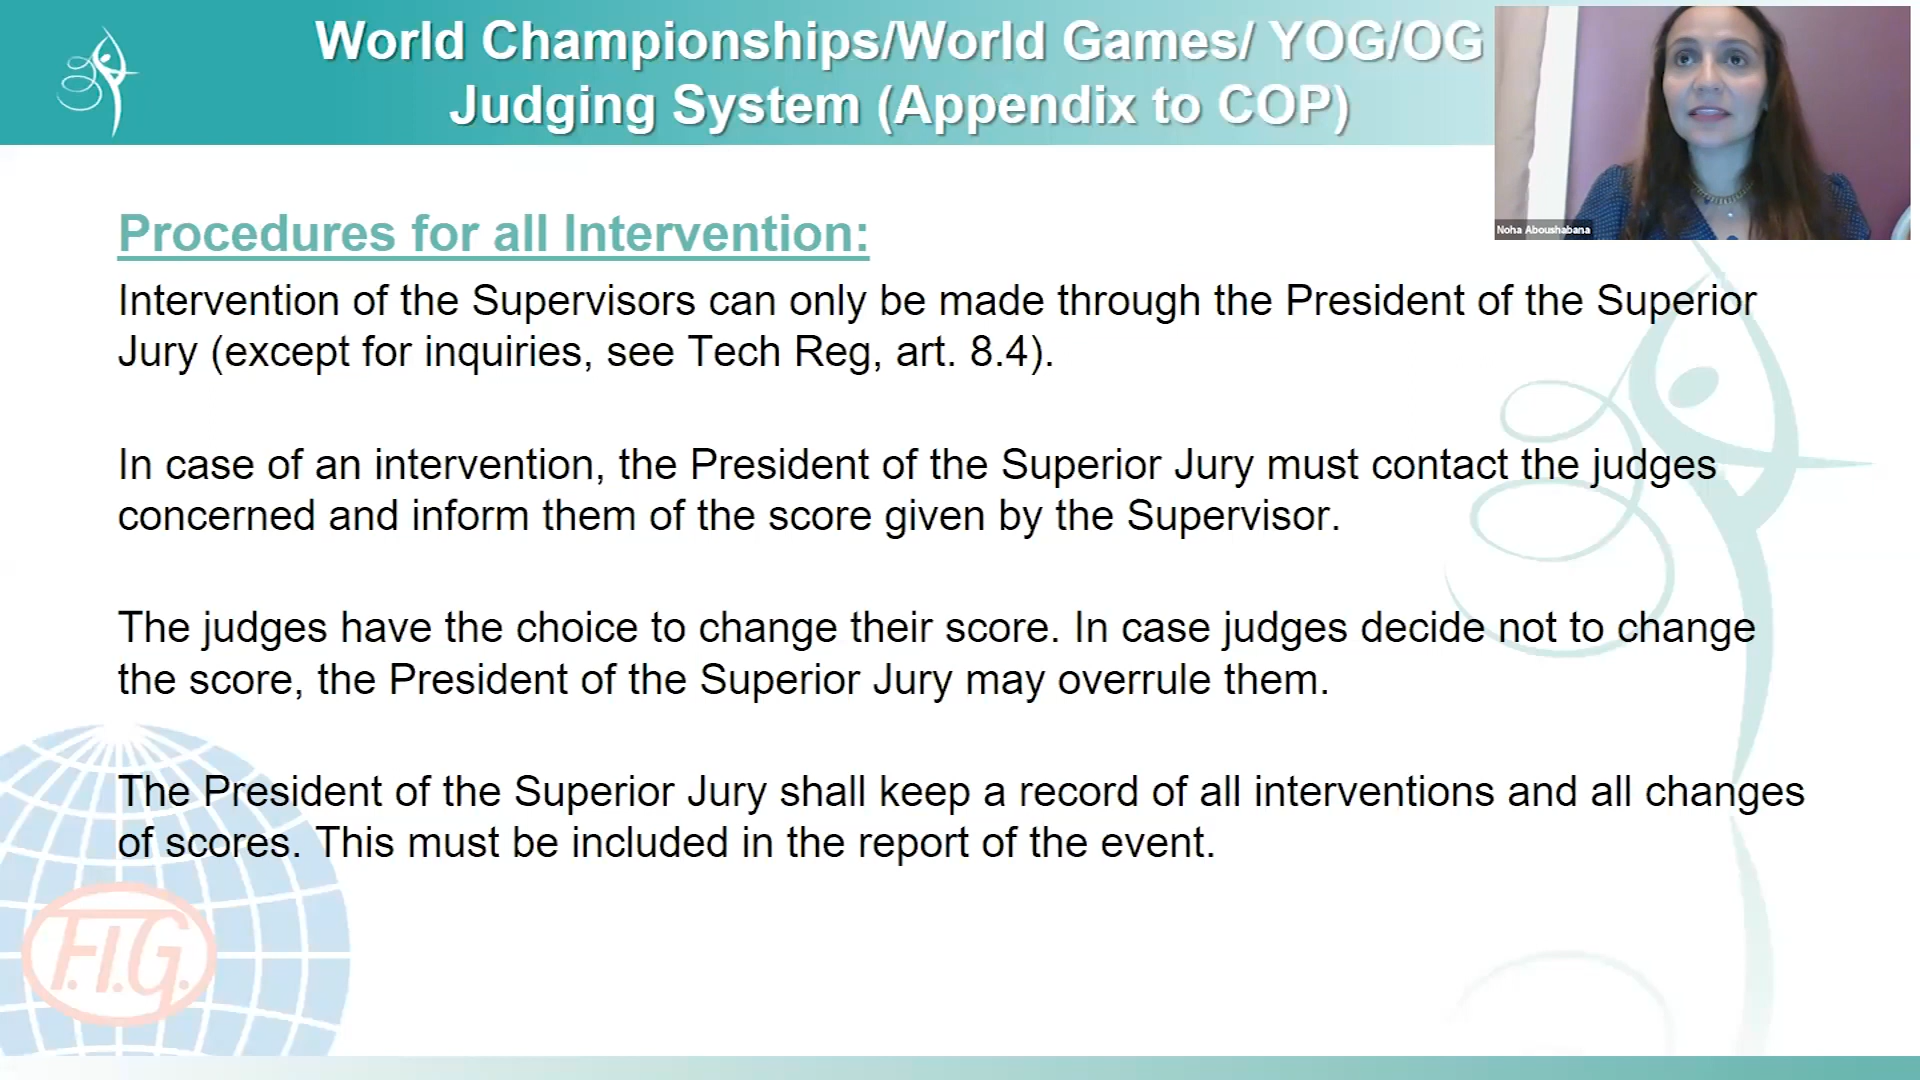 World Championships/World Games/ YOG/OG
Judging System (Appendix to COP)
Noha Aboushabana
Procedures for all Intervention:
Intervention of the Supervisors can only be made through the President of the Superior
Jury (except for inquiries, see Tech Reg, art. 8.4).
In case of an intervention, the President of the Superior Jury must contact the judges
concerned and inform them of the score given by the Supervisor.
The judges have the choice to change their score. In case judges decide not to change
the score, the President of the Superior Jury may overrule them.
The President of the Superior Jury shall keep a record of all interventions and all changes
of scores. This must be included in the report of the event.
F.I.G.